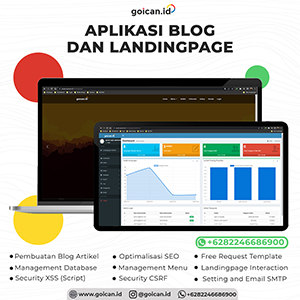 goican.id
APLIKASI BLOG
DAN LANDINGPAGE
+6282246686900
Pembuatan Blog Artikel
Optimalisasi SEO
Free Request Template
Management Database
Management Menu
Landingpage Interaction
Security XSS (Script)
Security CSRF
Setting and Email SMTP
www.goican.id
@goican.id
+6282246686900